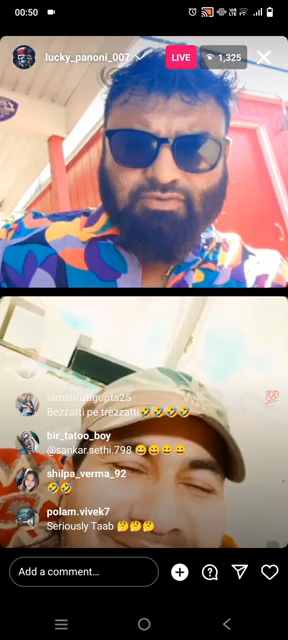 00:50
lucky_panoni_007
LIVE
1,325
iamshrutigupta25
Bezzatti pe trezzatti🤣🤣🤣🤣
bir_tatoo_boy
@sankar.sethi.798 😀😀😀😀
shilpa_verma_92
🤣🤣
polam.vivek7
Seriously Taab 🤔🤔🤔
💯
Add a comment...